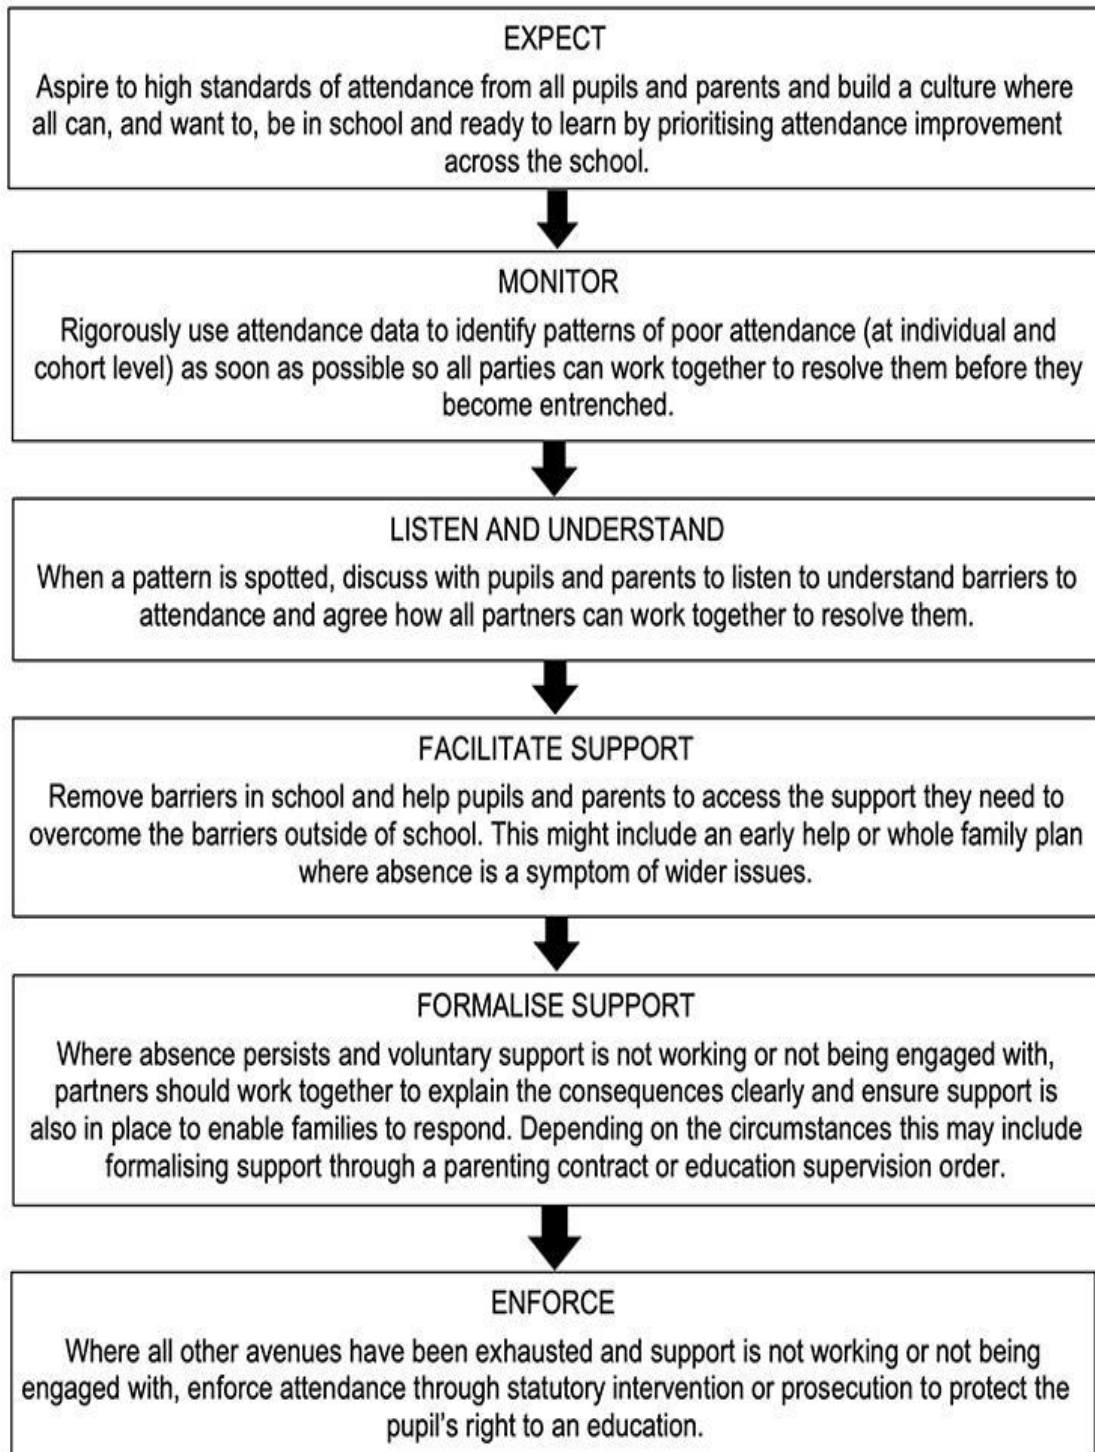 EXPECT
Aspire to high standards of attendance from all pupils and parents and build a culture where
all can, and want to, be in school and ready to learn by prioritising attendance improvement
across the school.
MONITOR
Rigorously use attendance data to identify patterns of poor attendance (at individual and
cohort level) as soon as possible so all parties can work together to resolve them before they
become entrenched.
LISTEN AND UNDERSTAND
When a pattern is spotted, discuss with pupils and parents to listen to understand barriers to
attendance and agree how all partners can work together to resolve them.
FACILITATE SUPPORT
Remove barriers in school and help pupils and parents to access the support they need to
overcome the barriers outside of school. This might include an early help or whole family plan
where absence is a symptom of wider issues.
FORMALISE SUPPORT
Where absence persists and voluntary support is not working or not being engaged with,
partners should work together to explain the consequences clearly and ensure support is
also in place to enable families to respond. Depending on the circumstances this may include
formalising support through a parenting contract or education supervision order.
ENFORCE
Where all other avenues have been exhausted and support is not working or not being
engaged with, enforce attendance through statutory intervention or prosecution to protect the
pupil's right to an education.